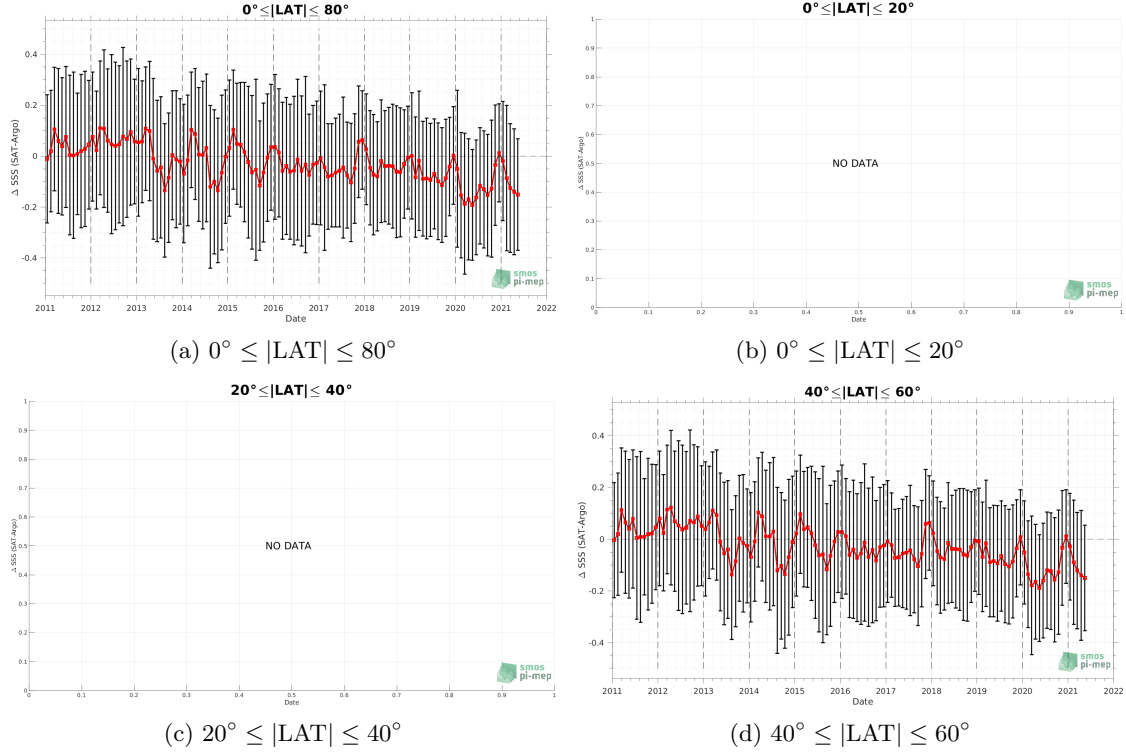 0°≤|LAT|≤ 80°
0.4
0.2
0
-0.2
-0.4
Δ SSS (SAT-Argo)
2011 2012 2013 2014 2015 2016 2017 2018 2019 2020 2021 2022
Date
smos
pi-mep
(a) 0° ≤ |LAT| ≤ 80°
0°≤|LAT|≤ 20°
1
0.9
0.8
0.7
0.6
0.5
0.4
0.3
0.2
0.1
0
Δ SSS (SAT-Argo)
NO DATA
0 0.1 0.2 0.3 0.4 0.5 0.6 0.7 0.8 0.9 1
Date
smos
pi-mep
(b) 0° ≤ |LAT| ≤ 20°
20°≤|LAT|≤ 40°
1
0.9
0.8
0.7
0.6
0.5
0.4
0.3
0.2
0.1
0
Δ SSS (SAT-Argo)
NO DATA
0 0.1 0.2 0.3 0.4 0.5 0.6 0.7 0.8 0.9 1
Date
smos
pi-mep
(c) 20° ≤ |LAT| ≤ 40°
40°≤|LAT|≤ 60°
0.4
0.2
0
-0.2
-0.4
Δ SSS (SAT-Argo)
2011 2012 2013 2014 2015 2016 2017 2018 2019 2020 2021 2022
Date
smos
pi-mep
(d) 40° ≤ |LAT| ≤ 60°